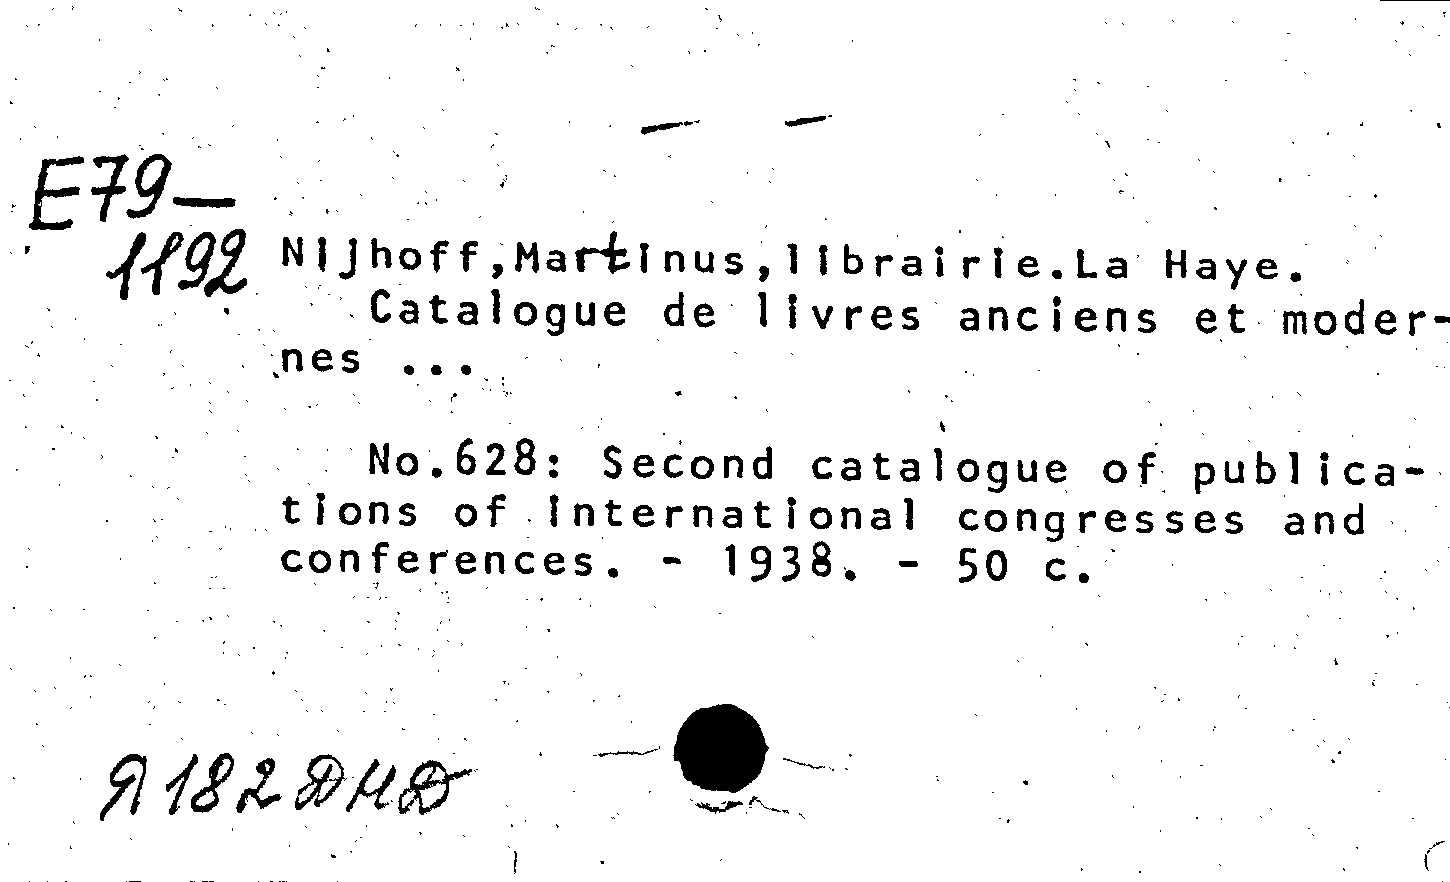 E79-
1192
Nijhoff,Martinus,librairie.La Haye.
Catalogue de livres anciens et moder-
nes ...
No.628: Second catalogue of publica-
tions of international congresses and
conferences. - 1938. - 50 c.
Я182